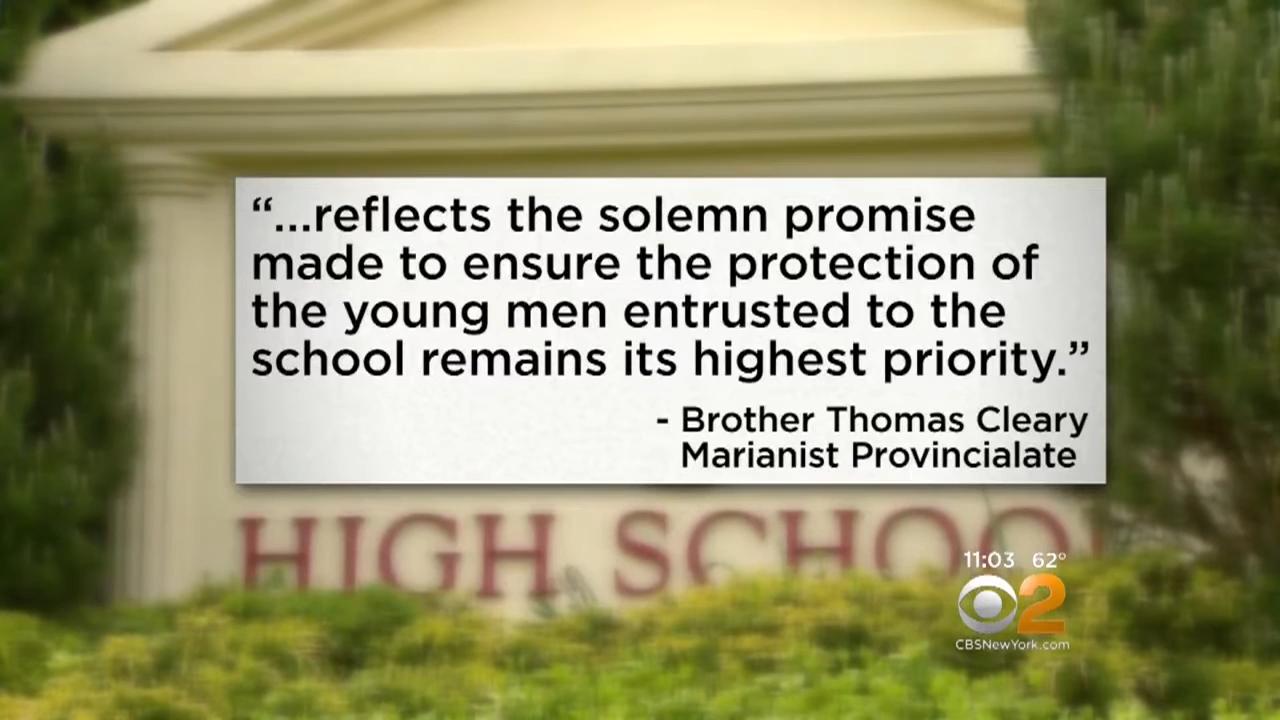 “...reflects the solemn promise
made to ensure the protection of
the young men entrusted to the
school remains its highest priority.”
- Brother Thomas Cleary
Marianist Provincialate
HIGH SCHOOL
11:03 62°
2
CBSNewYork.com